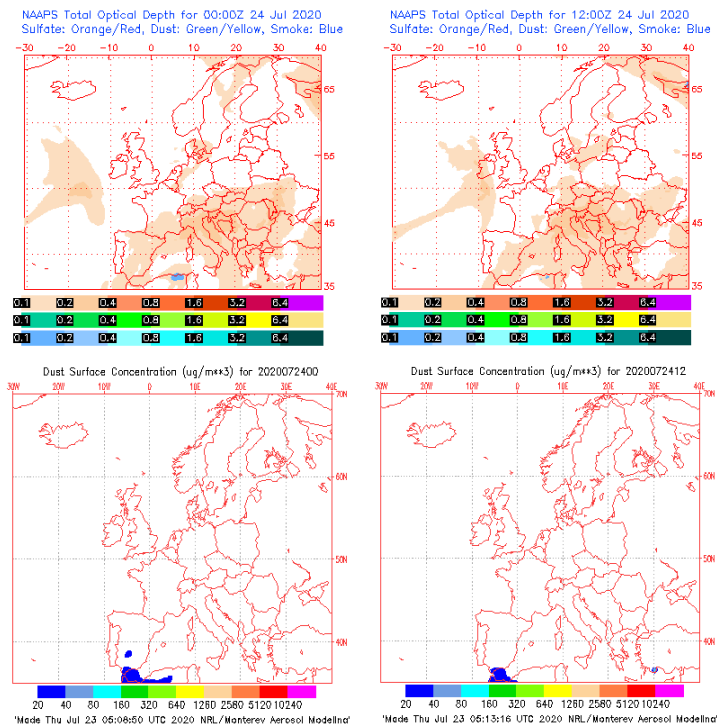 NAAPS Total Optical Depth for 00:00Z 24 Jul 2020
Sulfate: Orange/Red, Dust: Green/Yellow, Smoke: Blue
-30 -20 -10 0 10 20 30 40
65
55
45
35
0.1 0.2 0.4 0.8 1.6 3.2 6.4
0.1 0.2 0.4 0.8 1.6 3.2 6.4
0.1 0.2 0.4 0.8 1.6 3.2 6.4
NAAPS Total Optical Depth for 12:00Z 24 Jul 2020
Sulfate: Orange/Red, Dust: Green/Yellow, Smoke: Blue
-30 -20 -10 0 10 20 30 40
65
55
45
35
0.1 0.2 0.4 0.8 1.6 3.2 6.4
0.1 0.2 0.4 0.8 1.6 3.2 6.4
0.1 0.2 0.4 0.8 1.6 3.2 6.4
Dust Surface Concentration (ug/m**3) for 2020072400
30W 20W 10W 0 10E 20E 30E 40E
70N
60N
50N
40N
20 40 80 160 320 640 1280 2580 5120 10240
'Made Thu Jul 23 05:08:50 UTC 2020 NRL/Monterey Aerosol Modeling'
Dust Surface Concentration (ug/m**3) for 2020072412
30W 20W 10W 0 10E 20E 30E 40E
70N
60N
50N
40N
20 40 80 160 320 640 1280 2580 5120 10240
'Made Thu Jul 23 05:13:16 UTC 2020 NRL/Monterey Aerosol Modeling'